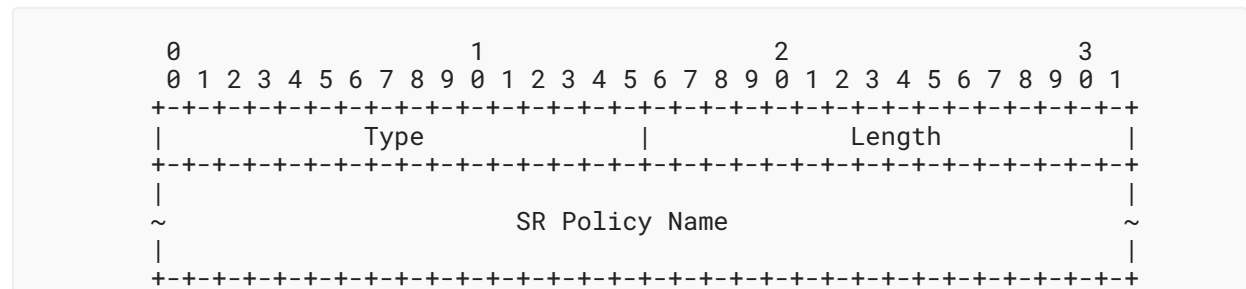 0                   1                   2                   3
 0 1 2 3 4 5 6 7 8 9 0 1 2 3 4 5 6 7 8 9 0 1 2 3 4 5 6 7 8 9 0 1
+-+-+-+-+-+-+-+-+-+-+-+-+-+-+-+-+-+-+-+-+-+-+-+-+-+-+-+-+-+-+-+-+
|             Type              |             Length            |
+-+-+-+-+-+-+-+-+-+-+-+-+-+-+-+-+-+-+-+-+-+-+-+-+-+-+-+-+-+-+-+-+
|                                                               |
~                       SR Policy Name                          ~
|                                                               |
+-+-+-+-+-+-+-+-+-+-+-+-+-+-+-+-+-+-+-+-+-+-+-+-+-+-+-+-+-+-+-+-+